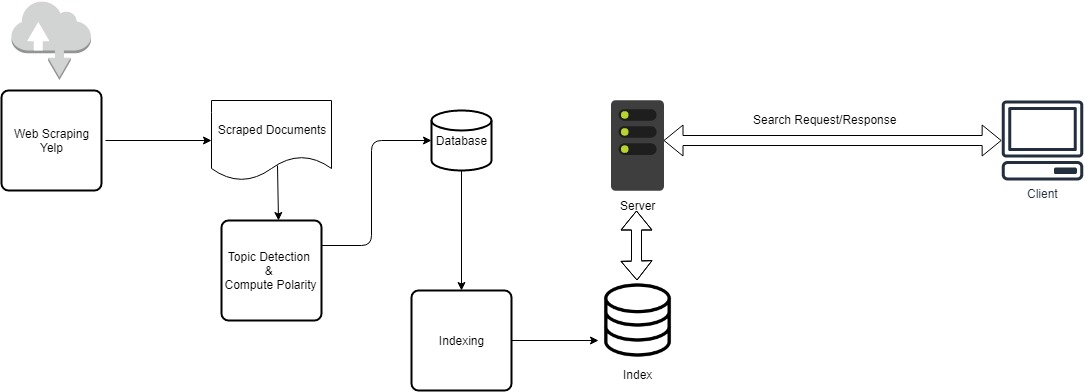 Web Scraping
Yelp
Scraped Documents
Topic Detection
&
Compute Polarity
Database
Indexing
Server
Index
Search Request/Response
Client